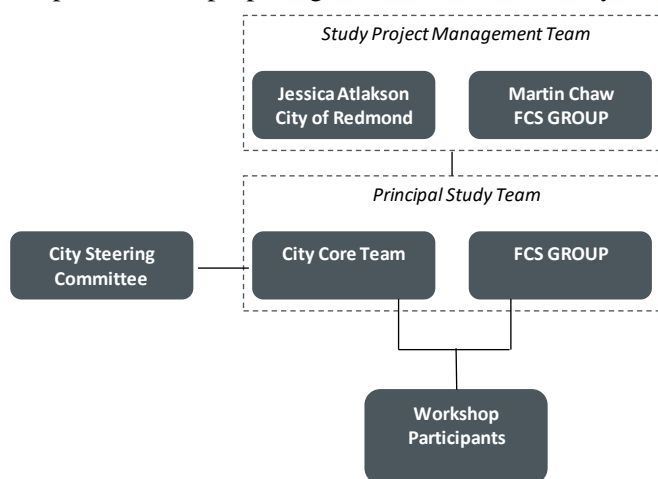 Study Project Management Team
Jessica Atlakson
City of Redmond
Martin Chaw
FCS GROUP
Principal Study Team
City Steering
Committee
City Core Team
FCS GROUP
Workshop
Participants